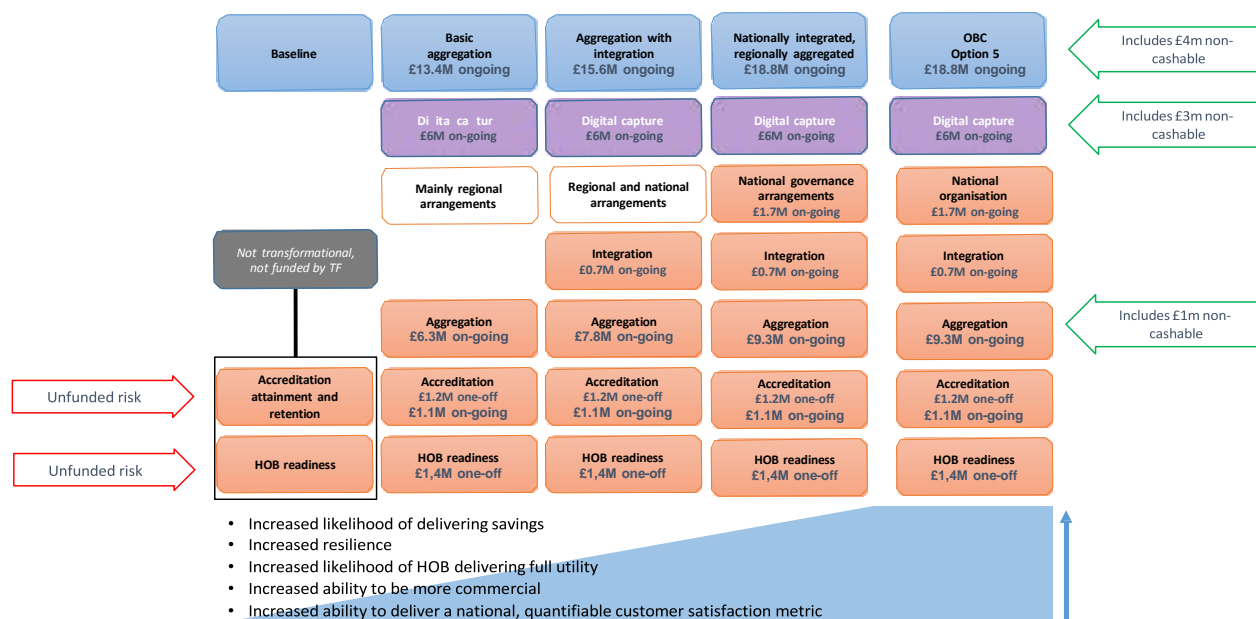 Baseline
Basic
aggregation
£13.4M ongoing
Aggregation with
integration
£15.6M ongoing
Nationally integrated,
regionally aggregated
£18.8M ongoing
OBC
Option 5
£18.8M ongoing
Includes £4m non-
cashable
Di ita ca tur
£6M on-going
Digital capture
£6M on-going
Digital capture
£6M on-going
Digital capture
£6M on-going
Includes £3m non-
cashable
Mainly regional
arrangements
Regional and national
arrangements
National governance
arrangements
£1.7M on-going
National
organisation
£1.7M on-going
Not transformational,
not funded by TF
Integration
£0.7M on-going
Integration
£0.7M on-going
Integration
£0.7M on-going
Aggregation
£6.3M on-going
Aggregation
£7.8M on-going
Aggregation
£9.3M on-going
Aggregation
£9.3M on-going
Includes £1m non-
cashable
Unfunded risk
Accreditation
attainment and
retention
Accreditation
£1.2M one-off
£1.1M on-going
Accreditation
£1.2M one-off
£1.1M on-going
Accreditation
£1.2M one-off
£1.1M on-going
Accreditation
£1.2M one-off
£1.1M on-going
Unfunded risk
HOB readiness
HOB readiness
£1,4M one-off
HOB readiness
£1,4M one-off
HOB readiness
£1,4M one-off
HOB readiness
£1,4M one-off
• Increased likelihood of delivering savings
• Increased resilience
• Increased likelihood of HOB delivering full utility
• Increased ability to be more commercial
• Increased ability to deliver a national, quantifiable customer satisfaction metric